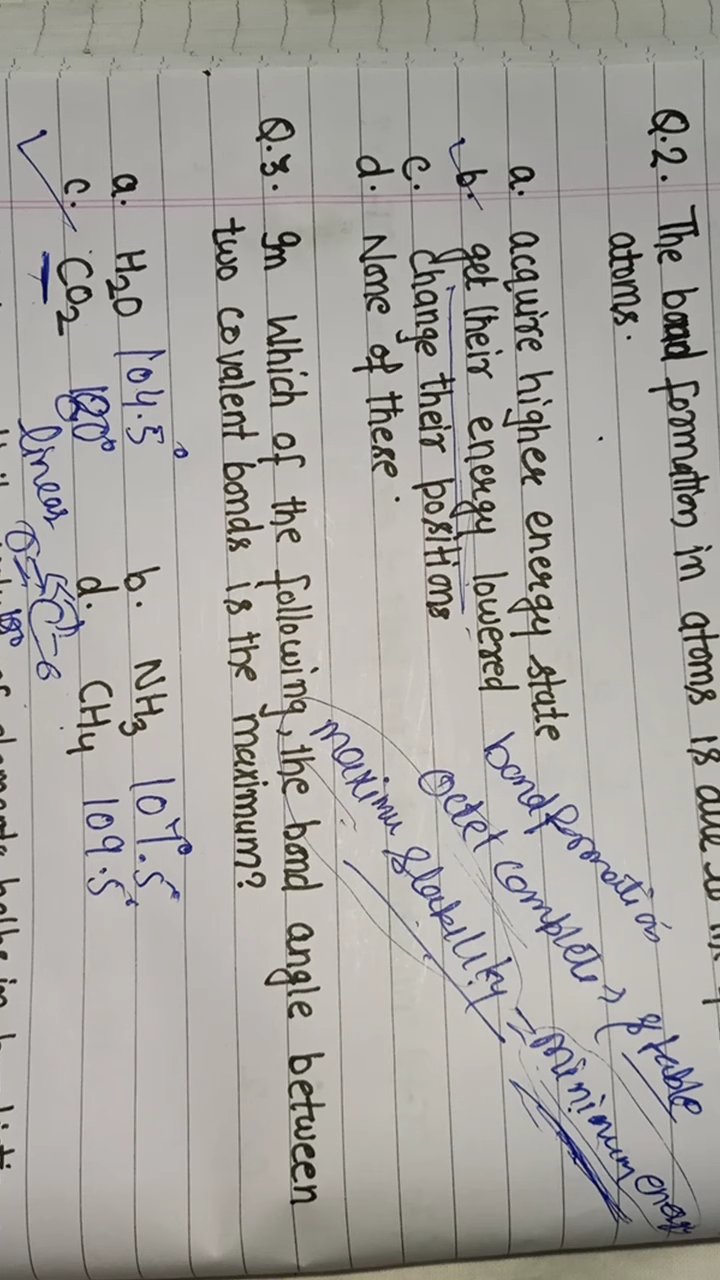 Q.2. The bond formation in atoms is due to
atoms.
a. acquire higher energy state
b. get their energy lowered
c. change their positions
d. None of these.
bond formation
octet complete → stable
maximum stability = minimum energy
Q.3. In which of the following, the bond angle between
two covalent bonds is the maximum?
a. H₂O 104.5° b. NH₃ 107.5°
c. CO₂ 180° d. CH₄ 109.5°
linear